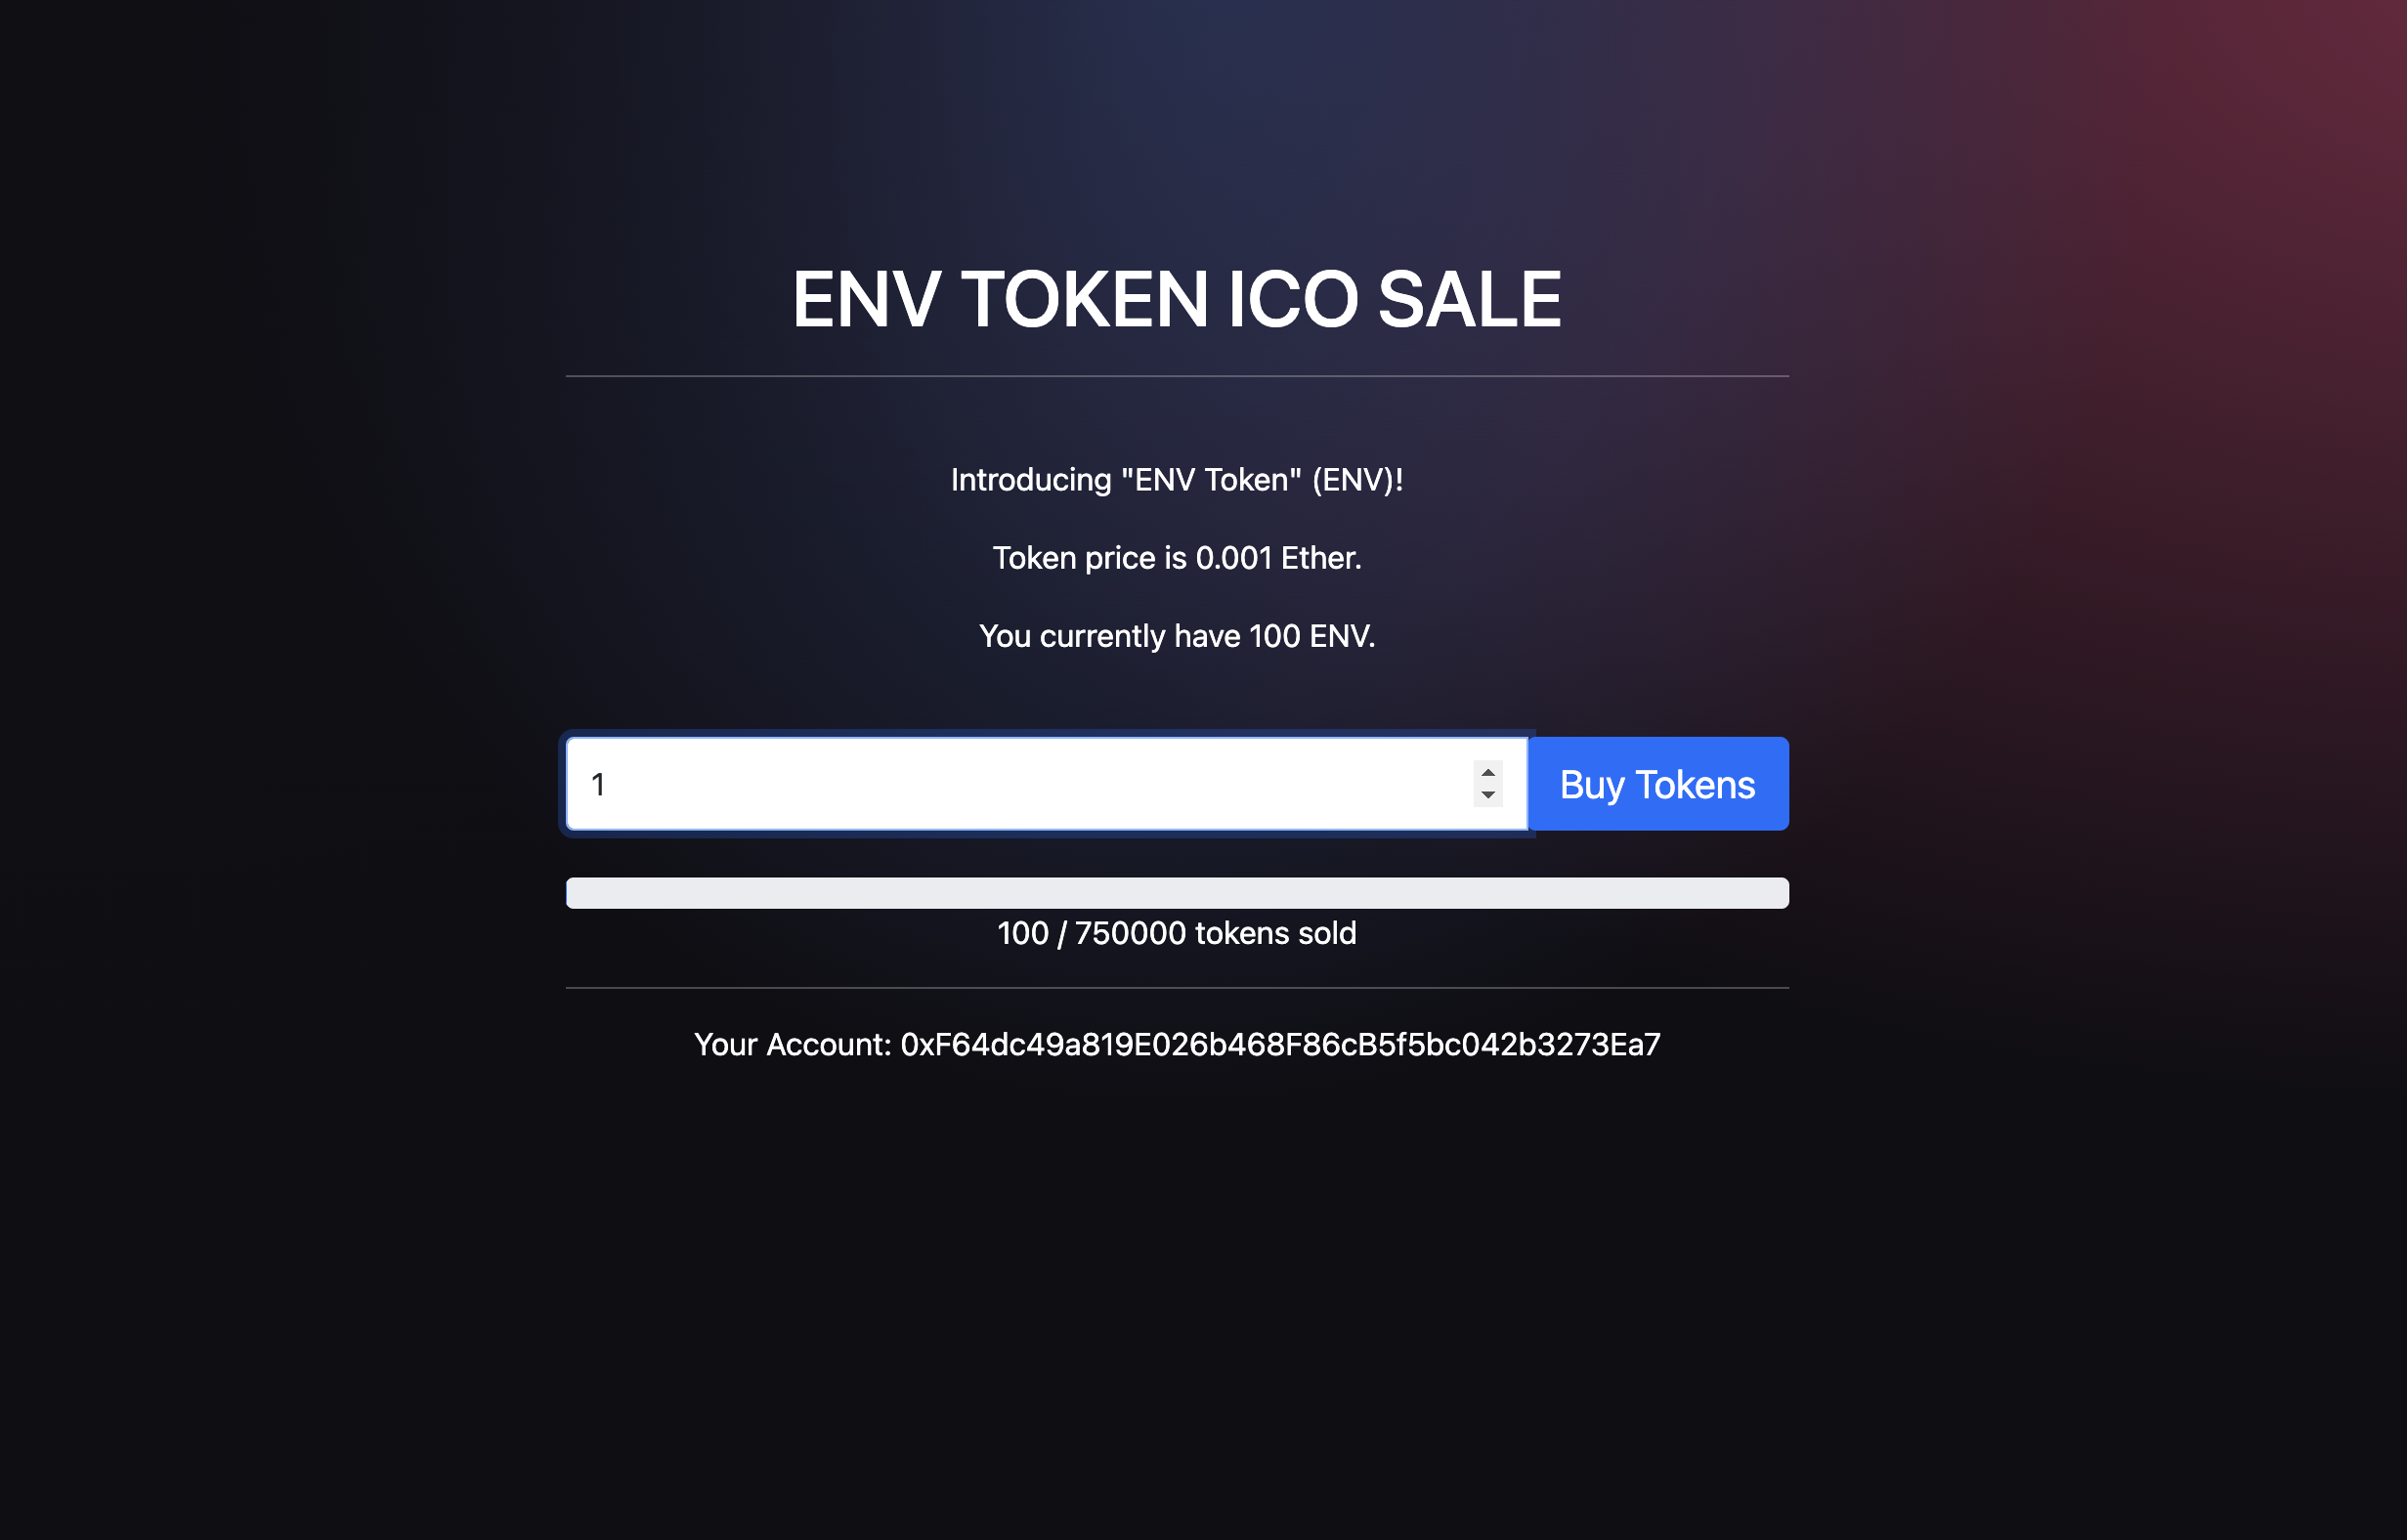 ENV TOKEN ICO SALE
Introducing "ENV Token" (ENV)!
Token price is 0.001 Ether.
You currently have 100 ENV.
1
Buy Tokens
100 / 750000 tokens sold
Your Account: 0xF64dc49a819E026b468F86cB5f5bc042b3273Ea7